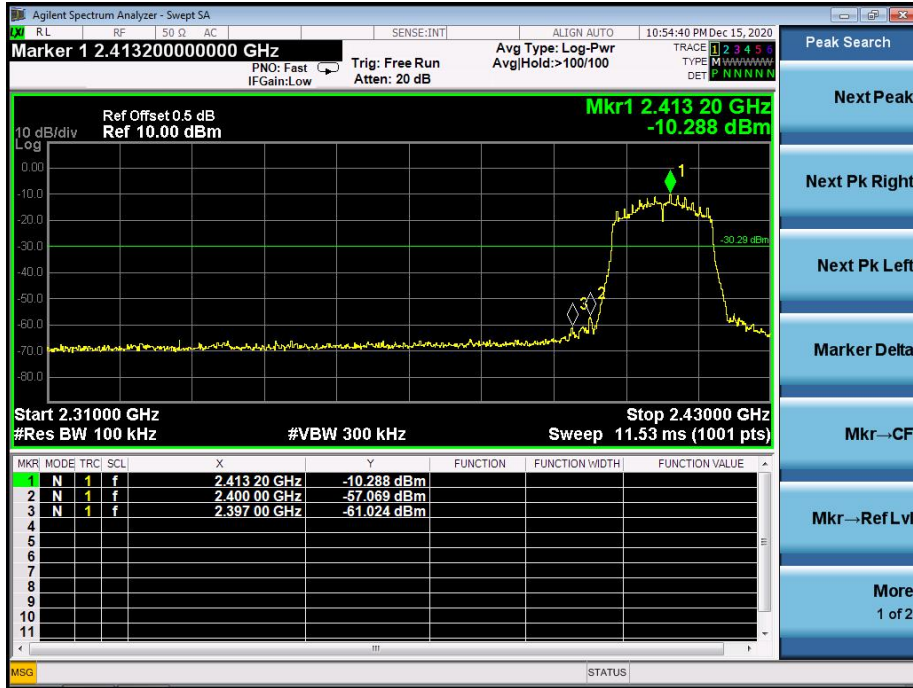 Agilent Spectrum Analyzer - Swept SA
LXI RL RF 50 Ω AC SENSE:INT ALIGN AUTO 10:54:40 PM Dec 15, 2020
Marker 1 2.413200000000 GHz
PNO: Fast
IFGain:Low
Trig: Free Run
Atten: 20 dB
Avg Type: Log-Pwr
Avg|Hold:>100/100
TRACE 1 2 3 4 5 6
TYPE MWWWWW
DET P N N N N N
Ref Offset 0.5 dB
10 dB/div Ref 10.00 dBm
Log
Mkr1 2.413 20 GHz
-10.288 dBm
0.00
-10.0
-20.0
-30.0
-40.0
-50.0
-60.0
-70.0
-80.0
1
-30.29 dBm
3 2
Start 2.31000 GHz Stop 2.43000 GHz
#Res BW 100 kHz #VBW 300 kHz Sweep 11.53 ms (1001 pts)
MKR MODE TRC SCL X Y FUNCTION FUNCTION WIDTH FUNCTION VALUE
1 N 1 f 2.413 20 GHz -10.288 dBm
2 N 1 f 2.400 00 GHz -57.069 dBm
3 N 1 f 2.397 00 GHz -61.024 dBm
4
5
6
7
8
9
10
11
MSG STATUS
Peak Search
Next Peak
Next Pk Right
Next Pk Left
Marker Delta
Mkr→CF
Mkr→Ref Lvl
More
1 of 2